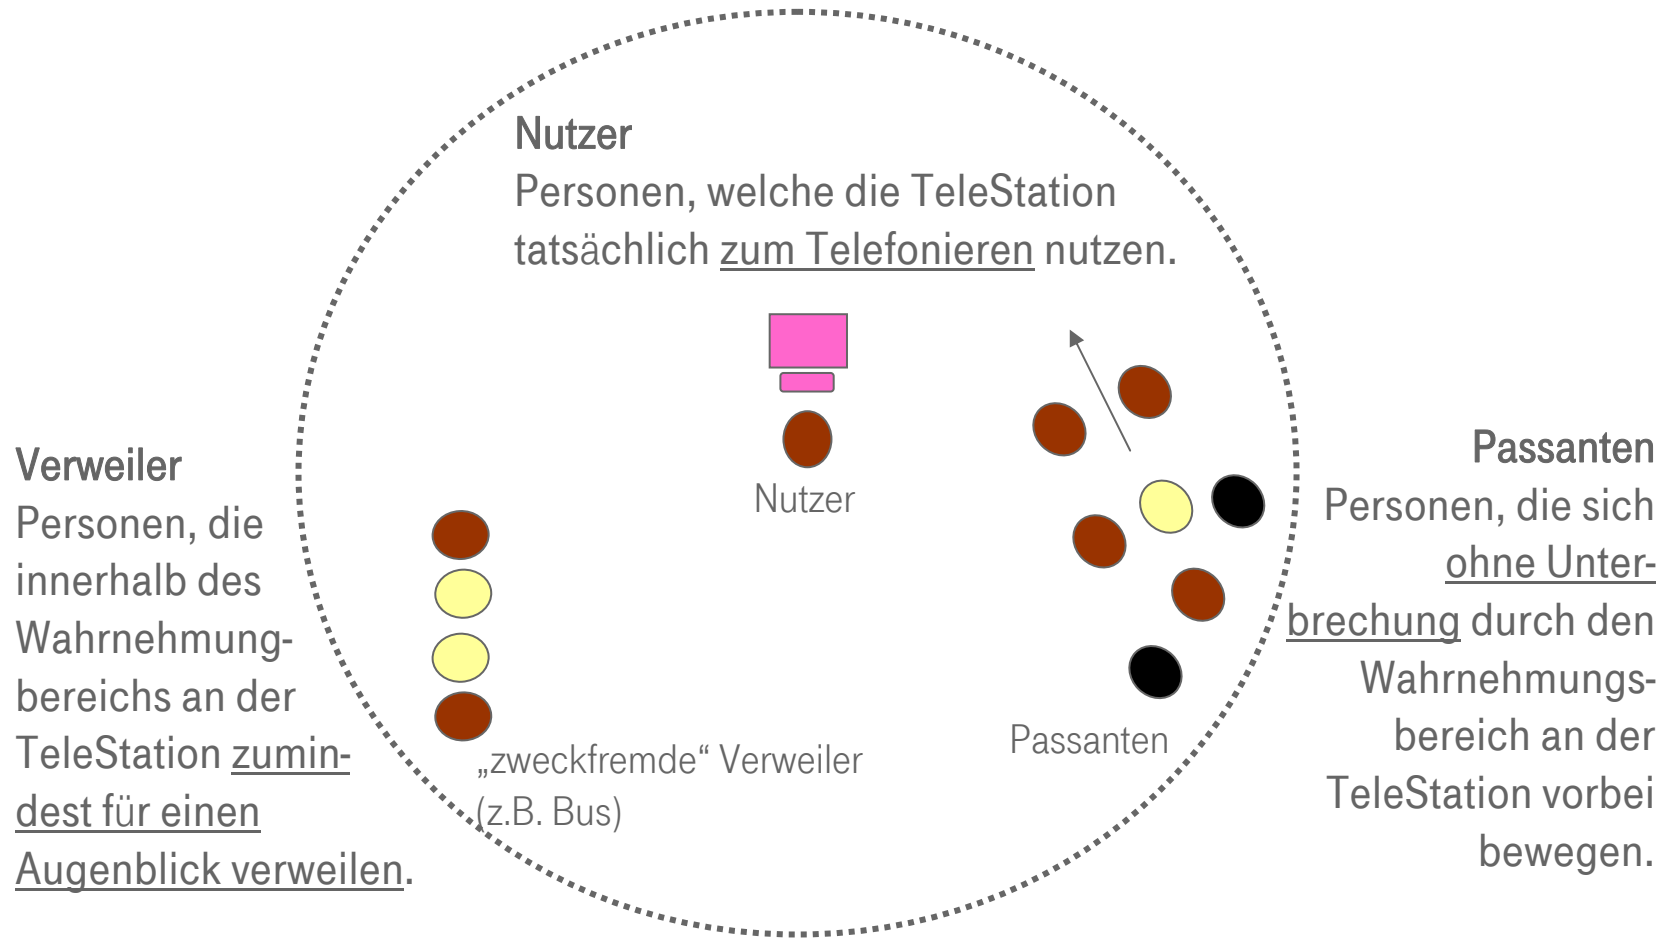 Nutzer
Personen, welche die TeleStation
tatsächlich zum Telefonieren nutzen.
Nutzer
Verweiler
Personen, die
innerhalb des
Wahrnehmung-
bereichs an der
TeleStation zumin-
dest für einen
Augenblick verweilen.
„zweckfremde“ Verweiler
(z.B. Bus)
Passanten
Passanten
Personen, die sich
ohne Unter-
brechung durch den
Wahrnehmungs-
bereich an der
TeleStation vorbei
bewegen.